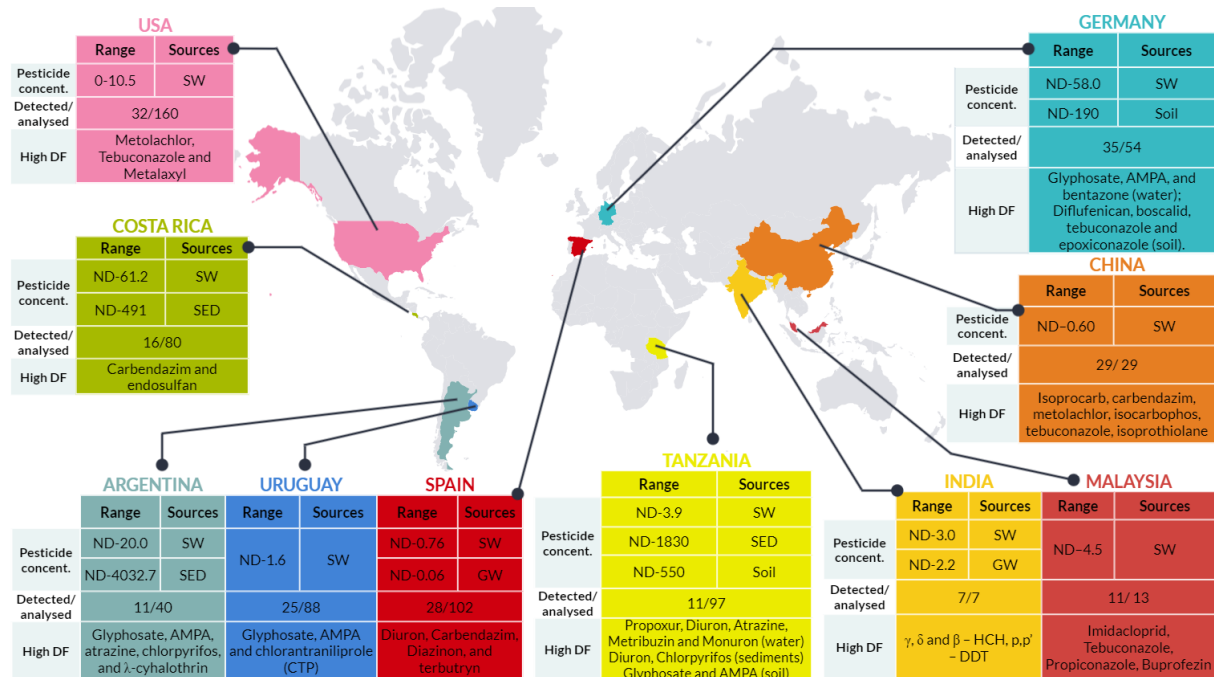 USA
Range Sources
Pesticide
concent.
0-10.5 SW
Detected/
analysed
32/160
High DF
Metolachlor,
Tebuconazole and
Metalaxyl
GERMANY
Range Sources
Pesticide
concent.
ND-58.0 SW
ND-190 Soil
Detected/
analysed
35/54
High DF
Glyphosate, AMPA, and
bentazone (water);
Diflufenican, boscalid,
tebuconazole and
epoxiconazole (soil).
COSTA RICA
Range Sources
Pesticide
concent.
ND-61.2 SW
ND-491 SED
Detected/
analysed
16/80
High DF
Carbendazim and
endosulfan
CHINA
Range Sources
Pesticide
concent.
ND–0.60 SW
Detected/
analysed
29/ 29
High DF
Isoprocarb, carbendazim,
metolachlor, isocarbophos,
tebuconazole, isoprothiolane
ARGENTINA
Range Sources
Pesticide
concent.
ND-20.0 SW
ND-4032.7 SED
Detected/
analysed
11/40
High DF
Glyphosate, AMPA,
atrazine, chlorpyrifos,
and λ-cyhalothrin
URUGUAY
Range Sources
ND-1.6 SW
25/88
Glyphosate, AMPA
and chlorantraniliprole
(CTP)
SPAIN
Range Sources
ND-0.76 SW
ND-0.06 GW
28/102
Diuron, Carbendazim,
Diazinon, and
terbutryn
TANZANIA
Range Sources
Pesticide
concent.
ND-3.9 SW
ND-1830 SED
ND-550 Soil
Detected/
analysed
11/97
High DF
Propoxur, Diuron, Atrazine,
Metribuzin and Monuron (water)
Diuron, Chlorpyrifos (sediments)
Glyphosate and AMPA (soil)
INDIA
Range Sources
Pesticide
concent.
ND-3.0 SW
ND-2.2 GW
Detected/
analysed
7/7
High DF
γ, δ and β – HCH, p,p'
– DDT
MALAYSIA
Range Sources
ND–4.5 SW
11/ 13
Imidacloprid,
Tebuconazole,
Propiconazole, Buprofezin